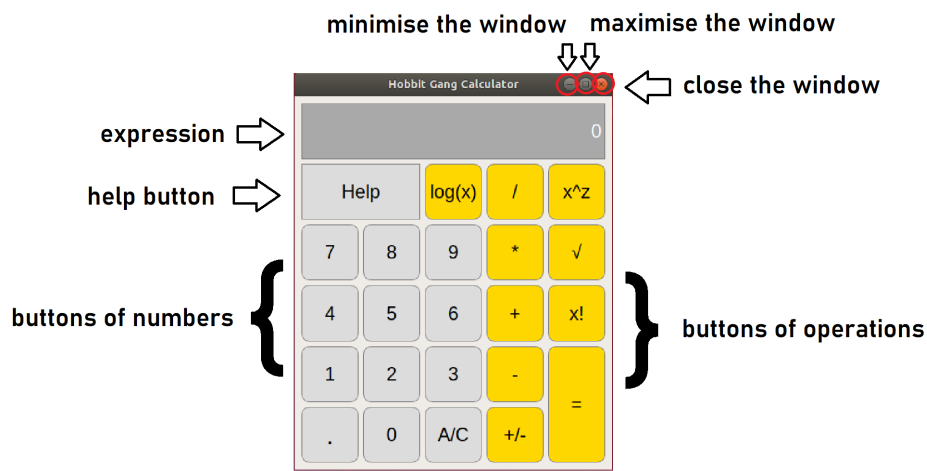 minimise the window
maximise the window
Hobbit Gang Calculator
close the window
expression
0
help button
Help
log(x)
/
x^z
7
8
9
*
√
buttons of numbers
4
5
6
+
x!
buttons of operations
1
2
3
-
=
.
0
A/C
+/-